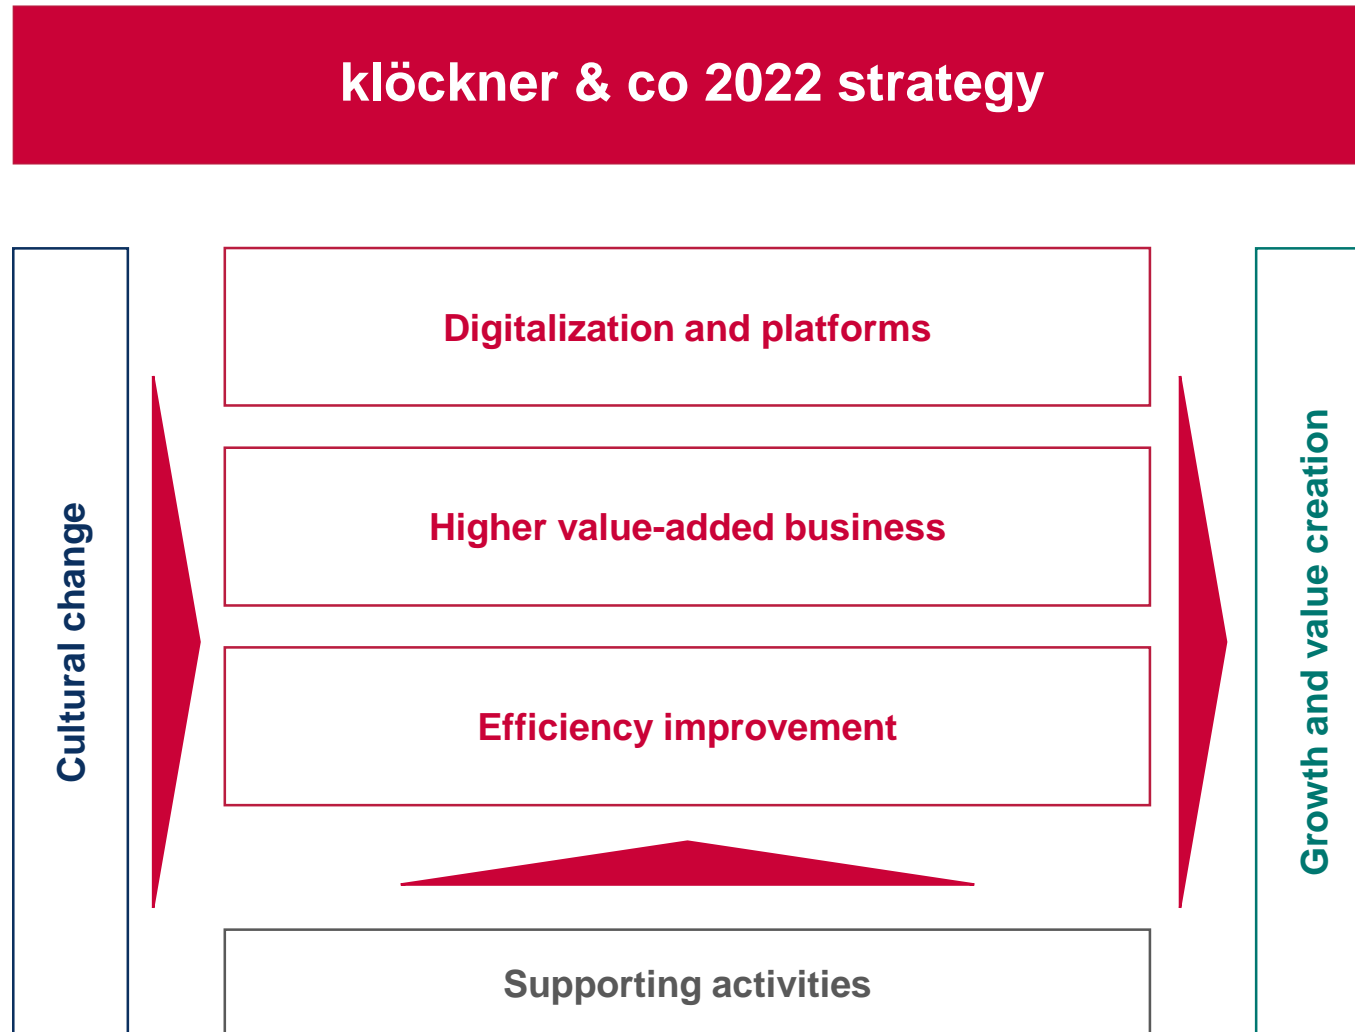 klöckner & co 2022 strategy
Cultural change
Digitalization and platforms
Higher value-added business
Efficiency improvement
Supporting activities
Growth and value creation